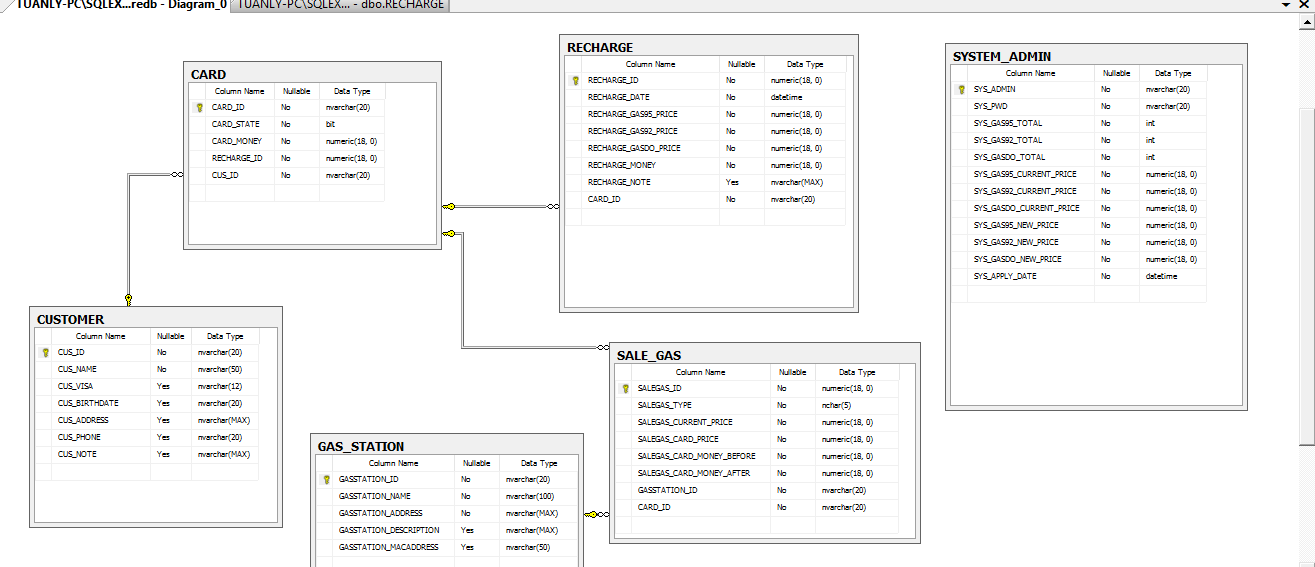 TUANLY-PC\SQLEX...redb - Diagram_0 TUANLY-PC\SQLEX... - dbo.RECHARGE
CARD
Column Name Nullable Data Type
CARD_ID No nvarchar(20)
CARD_STATE No bit
CARD_MONEY No numeric(18, 0)
RECHARGE_ID No numeric(18, 0)
CUS_ID No nvarchar(20)
RECHARGE
Column Name Nullable Data Type
RECHARGE_ID No numeric(18, 0)
RECHARGE_DATE No datetime
RECHARGE_GAS95_PRICE No numeric(18, 0)
RECHARGE_GAS92_PRICE No numeric(18, 0)
RECHARGE_GASDO_PRICE No numeric(18, 0)
RECHARGE_MONEY No numeric(18, 0)
RECHARGE_NOTE Yes nvarchar(MAX)
CARD_ID No nvarchar(20)
SYSTEM_ADMIN
Column Name Nullable Data Type
SYS_ADMIN No nvarchar(20)
SYS_PWD No nvarchar(20)
SYS_GAS95_TOTAL No int
SYS_GAS92_TOTAL No int
SYS_GASDO_TOTAL No int
SYS_GAS95_CURRENT_PRICE No numeric(18, 0)
SYS_GAS92_CURRENT_PRICE No numeric(18, 0)
SYS_GASDO_CURRENT_PRICE No numeric(18, 0)
SYS_GAS95_NEW_PRICE No numeric(18, 0)
SYS_GAS92_NEW_PRICE No numeric(18, 0)
SYS_GASDO_NEW_PRICE No numeric(18, 0)
SYS_APPLY_DATE No datetime
CUSTOMER
Column Name Nullable Data Type
CUS_ID No nvarchar(20)
CUS_NAME No nvarchar(50)
CUS_VISA Yes nvarchar(12)
CUS_BIRTHDATE Yes nvarchar(20)
CUS_ADDRESS Yes nvarchar(MAX)
CUS_PHONE Yes nvarchar(20)
CUS_NOTE Yes nvarchar(MAX)
SALE_GAS
Column Name Nullable Data Type
SALEGAS_ID No numeric(18, 0)
SALEGAS_TYPE No nchar(5)
SALEGAS_CURRENT_PRICE No numeric(18, 0)
SALEGAS_CARD_PRICE No numeric(18, 0)
SALEGAS_CARD_MONEY_BEFORE No numeric(18, 0)
SALEGAS_CARD_MONEY_AFTER No numeric(18, 0)
GASSTATION_ID No nvarchar(20)
CARD_ID No nvarchar(20)
GAS_STATION
Column Name Nullable Data Type
GASSTATION_ID No nvarchar(20)
GASSTATION_NAME No nvarchar(100)
GASSTATION_ADDRESS No nvarchar(MAX)
GASSTATION_DESCRIPTION Yes nvarchar(MAX)
GASSTATION_MACADDRESS Yes nvarchar(50)